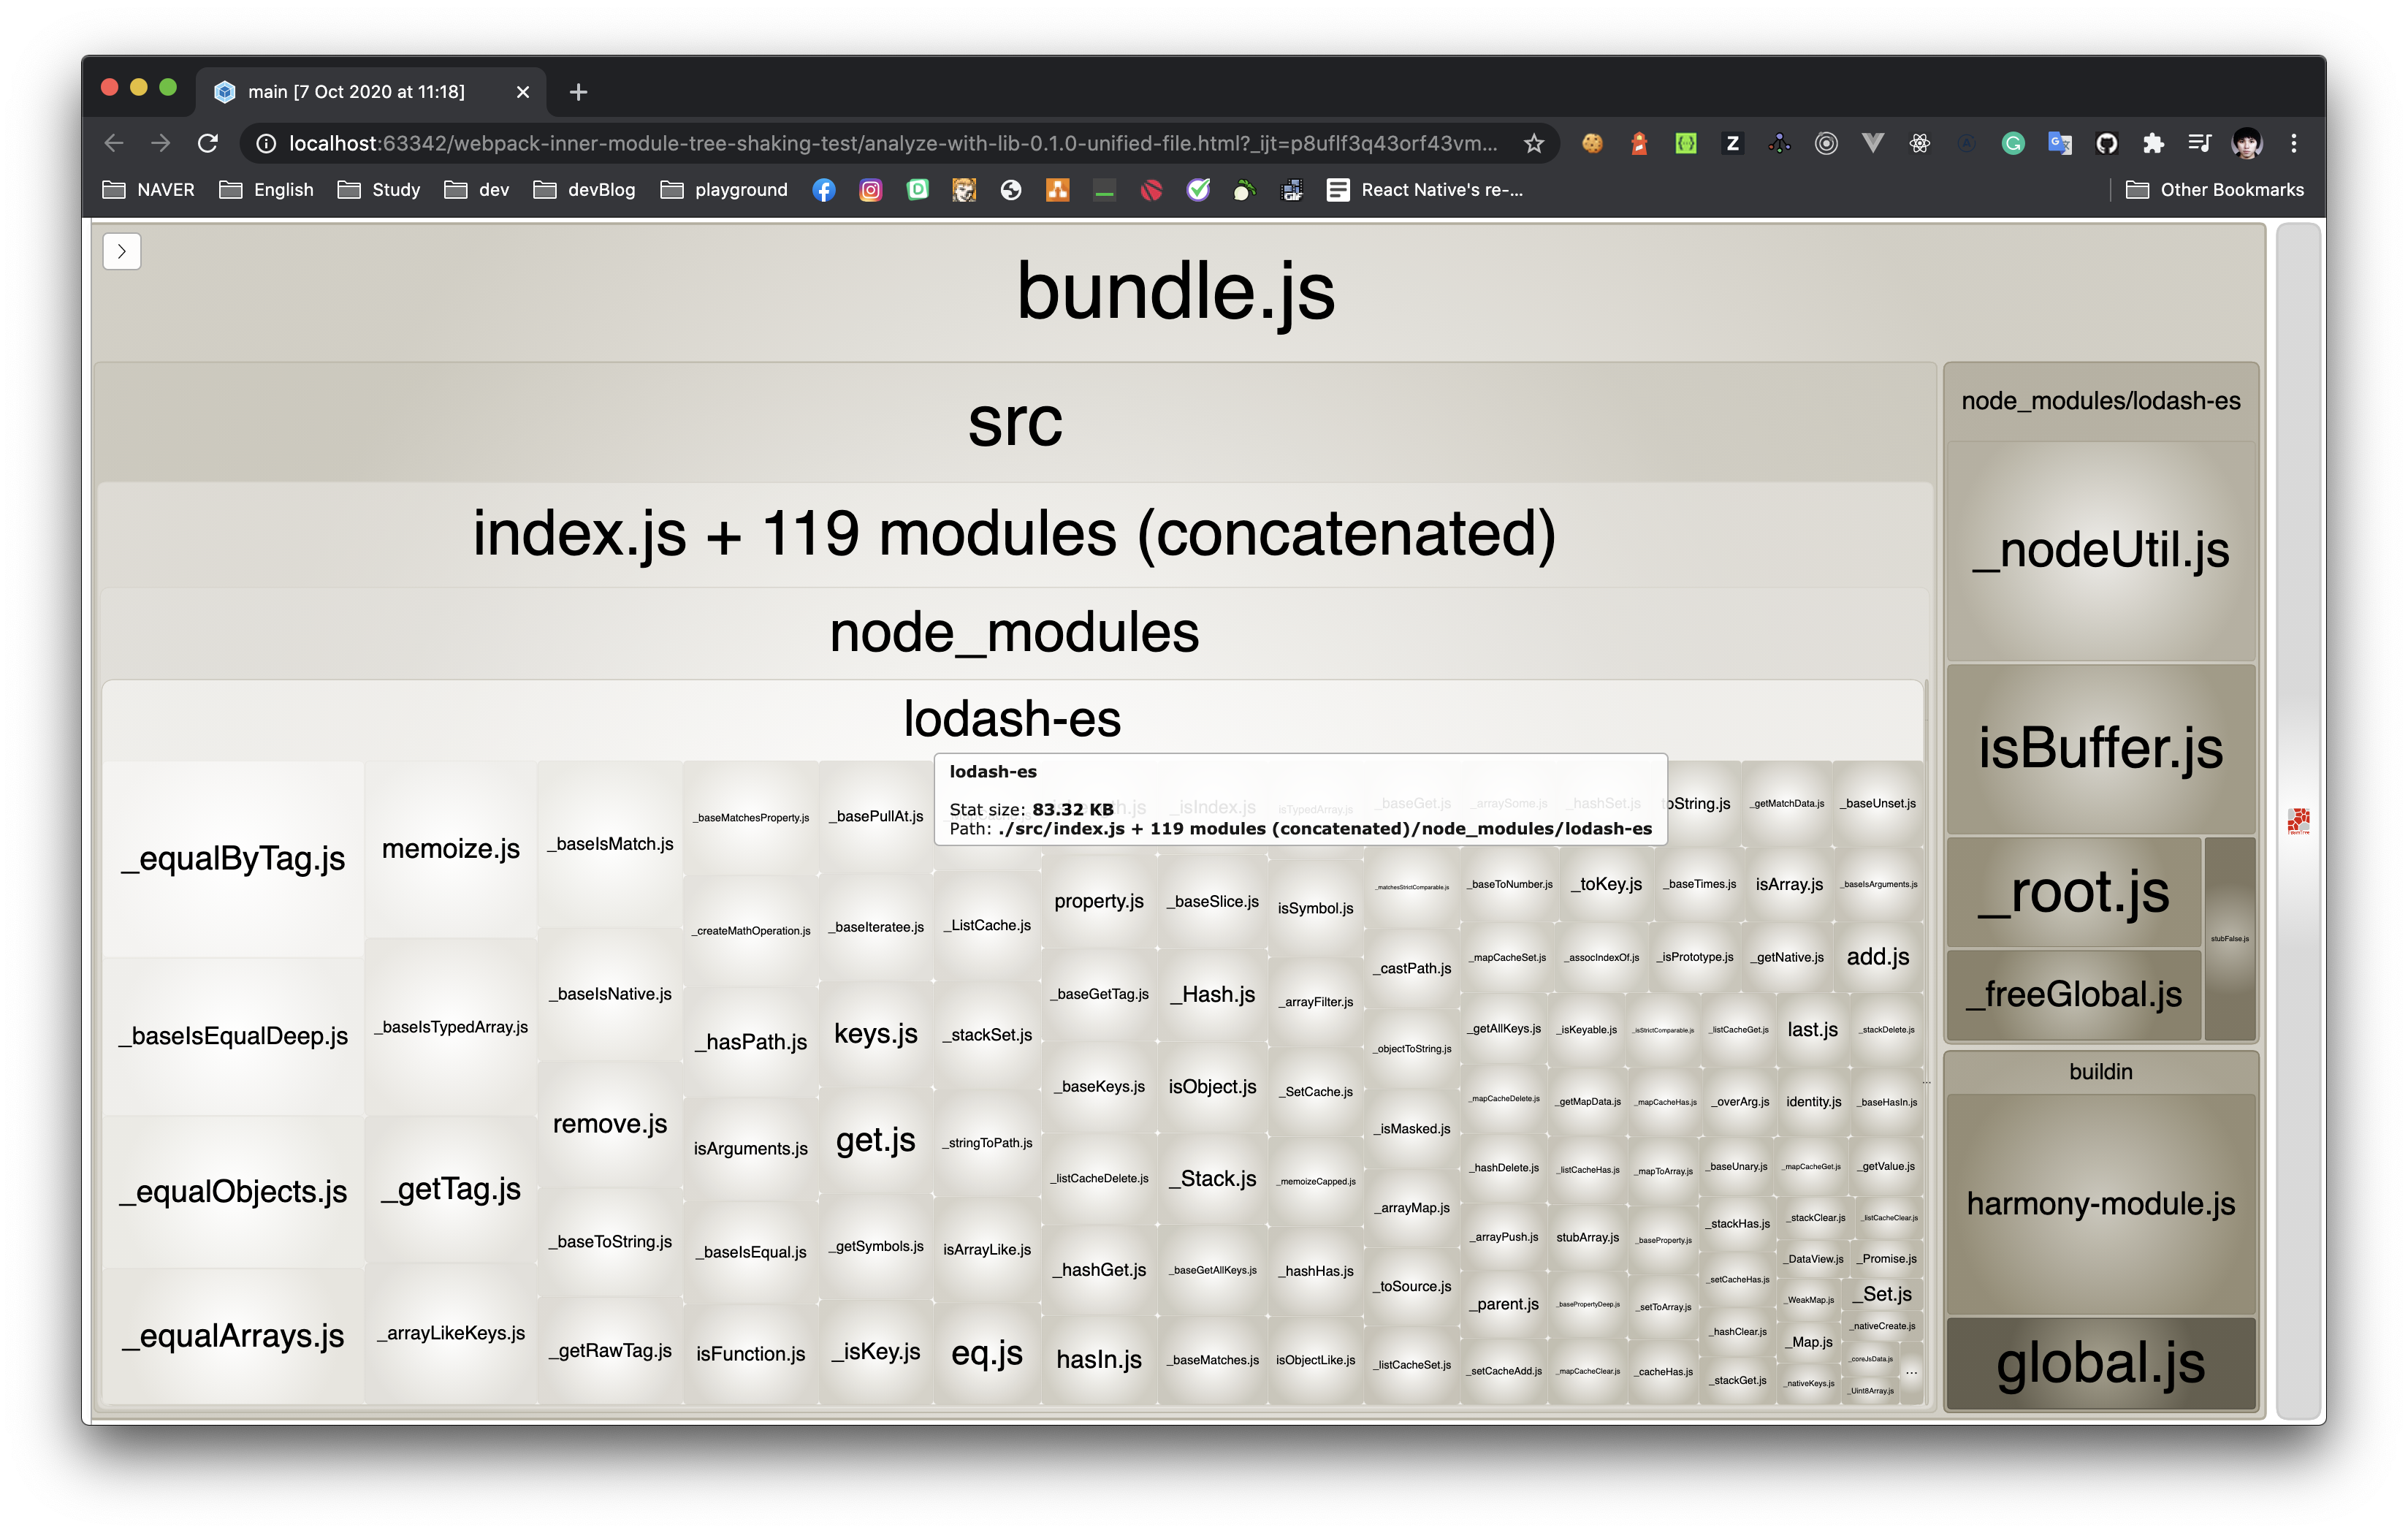 main [7 Oct 2020 at 11:18]
localhost:63342/webpack-inner-module-tree-shaking-test/analyze-with-lib-0.1.0-unified-file.html?_ijt=p8uflf3q43orf43vm...
NAVER English Study dev devBlog playground React Native's re-... Other Bookmarks
bundle.js
src
index.js + 119 modules (concatenated)
node_modules
lodash-es
lodash-es
Stat size: 83.32 KB
Path: ./src/index.js + 119 modules (concatenated)/node_modules/lodash-es
_equalByTag.js
_baseIsEqualDeep.js
_equalObjects.js
_equalArrays.js
memoize.js
_baseIsTypedArray.js
_getTag.js
_arrayLikeKeys.js
_baseIsMatch.js
_baseIsNative.js
remove.js
_baseToString.js
_getRawTag.js
_baseMatchesProperty.js
_createMathOperation.js
_hasPath.js
isArguments.js
_baseIsEqual.js
isFunction.js
_basePullAt.js
_baseIteratee.js
keys.js
get.js
_getSymbols.js
_isKey.js
_ListCache.js
_stackSet.js
_stringToPath.js
isArrayLike.js
eq.js
property.js
_baseGetTag.js
_baseKeys.js
_listCacheDelete.js
_hashGet.js
hasIn.js
_isIndex.js
_baseSlice.js
_Hash.js
isObject.js
_Stack.js
_baseGetAllKeys.js
_baseMatches.js
isTypedArray.js
isSymbol.js
_arrayFilter.js
_SetCache.js
_memoizeCapped.js
_hashHas.js
isObjectLike.js
_baseGet.js
_matchesStrictComparable.js
_castPath.js
_objectToString.js
_isMasked.js
_arrayMap.js
_toSource.js
_listCacheSet.js
_arraySome.js
_hashSet.js
toString.js
_getMatchData.js
_baseUnset.js
_baseToNumber.js
_toKey.js
_baseTimes.js
isArray.js
_baseIsArguments.js
_mapCacheSet.js
_assocIndexOf.js
_isPrototype.js
_getNative.js
add.js
_getAllKeys.js
_isKeyable.js
_isStrictComparable.js
_listCacheGet.js
last.js
_stackDelete.js
_mapCacheDelete.js
_getMapData.js
_mapCacheHas.js
_overArg.js
identity.js
_baseHasIn.js
_hashDelete.js
_listCacheHas.js
_mapToArray.js
_baseUnary.js
_mapCacheGet.js
_getValue.js
_arrayPush.js
stubArray.js
_baseProperty.js
_stackHas.js
_stackClear.js
_listCacheClear.js
_DataView.js
_Promise.js
_parent.js
_basePropertyDeep.js
_setToArray.js
_setCacheHas.js
_WeakMap.js
_Set.js
_hashClear.js
_Map.js
_nativeCreate.js
_setCacheAdd.js
_mapCacheClear.js
_cacheHas.js
_stackGet.js
_nativeKeys.js
_coreJsData.js
_Uint8Array.js
...
...
node_modules/lodash-es
_nodeUtil.js
isBuffer.js
_root.js
_freeGlobal.js
stubFalse.js
buildin
harmony-module.js
global.js